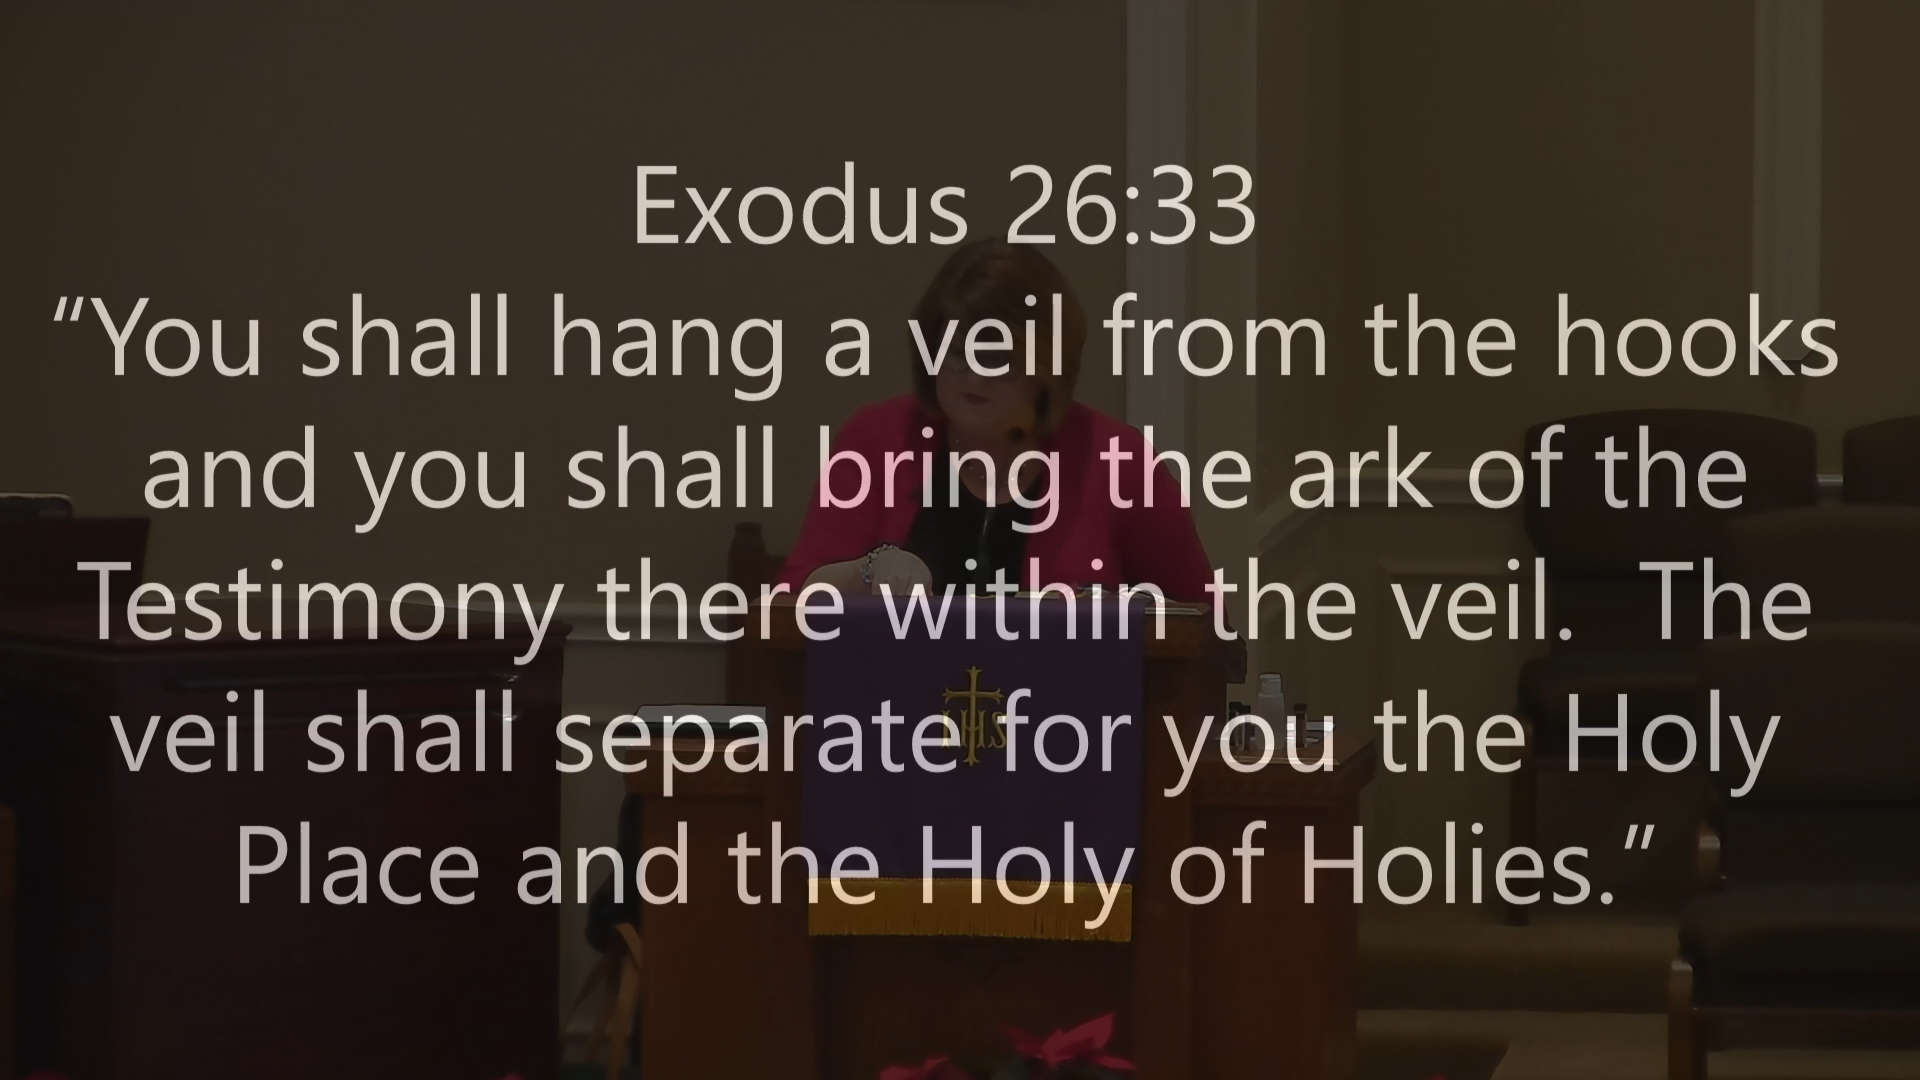 Exodus 26:33
“You shall hang a veil from the hooks
and you shall bring the ark of the
Testimony there within the veil.  The
veil shall separate for you the Holy
Place and the Holy of Holies.”
IHS